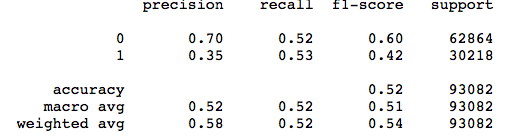 precision recall f1-score support
0 0.70 0.52 0.60 62864
1 0.35 0.53 0.42 30218
accuracy 0.52 93082
macro avg 0.52 0.52 0.51 93082
weighted avg 0.58 0.52 0.54 93082